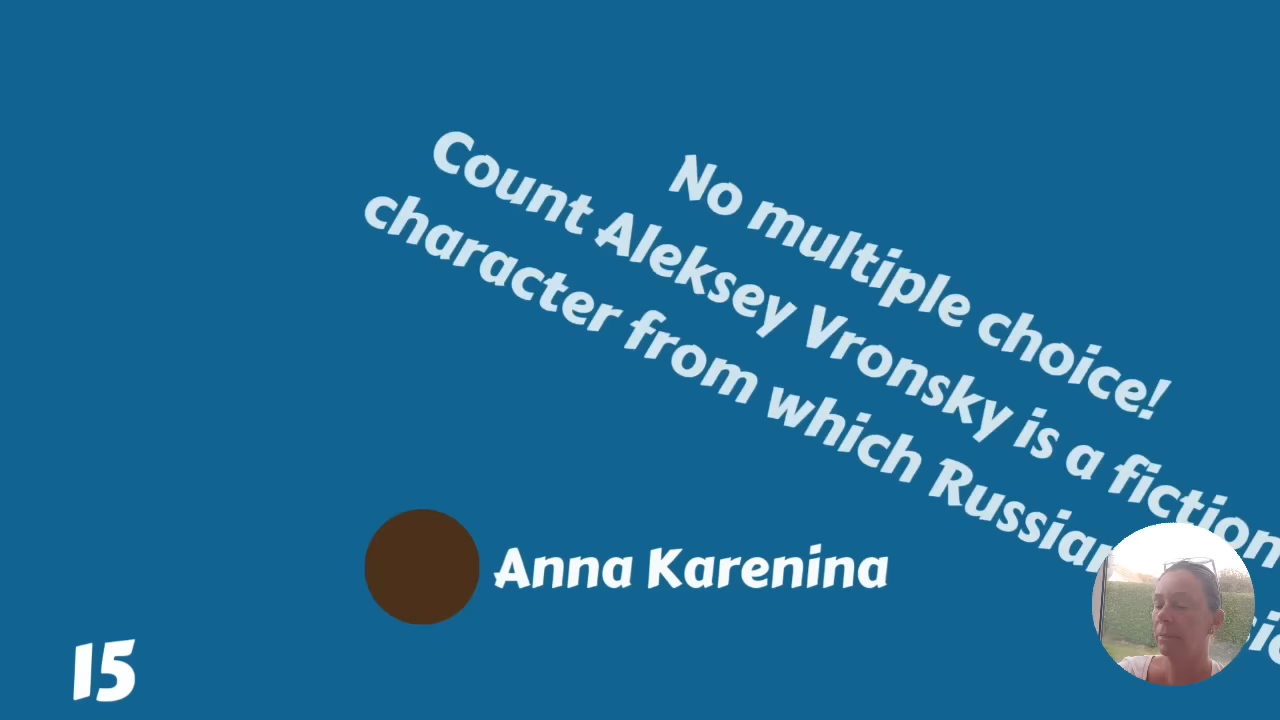 No multiple choice!
Count Aleksey Vronsky is a fiction
character from which Russian
Anna Karenina
15